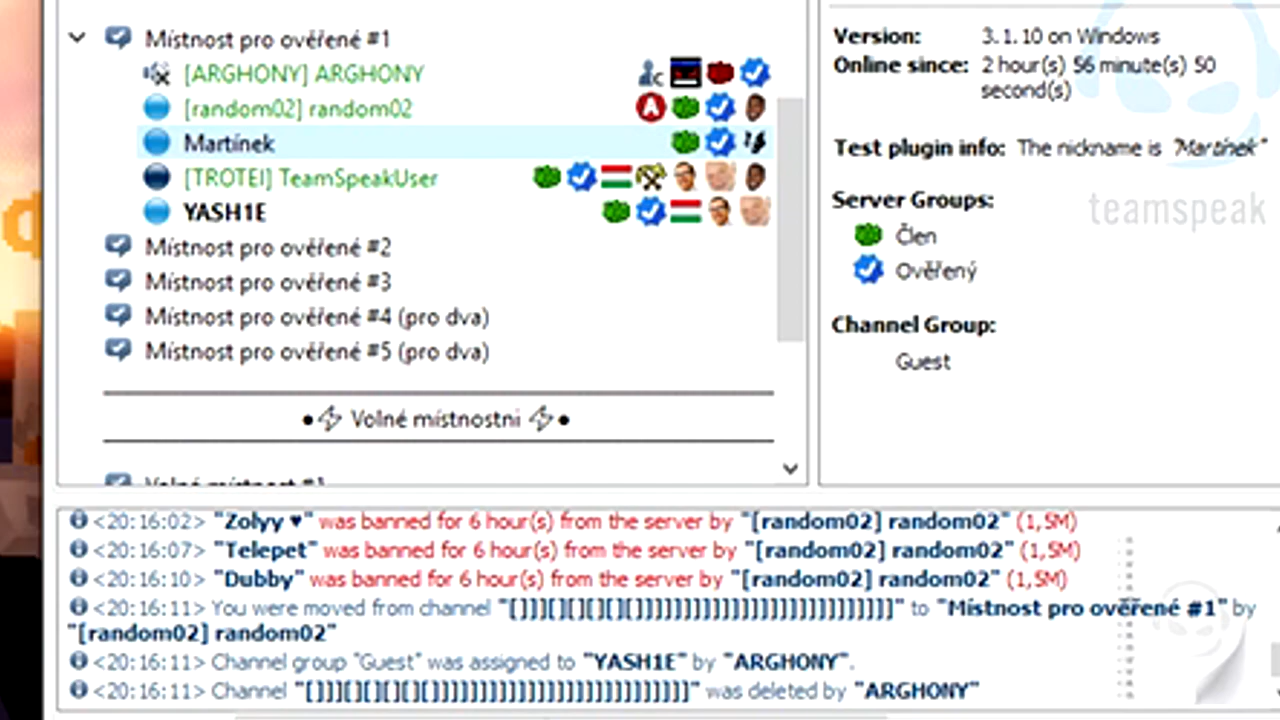 Místnost pro ověřené #1
[ARGHONY] ARGHONY
[random02] random02
Martínek
[TROTEI] TeamSpeakUser
YASH1E
Místnost pro ověřené #2
Místnost pro ověřené #3
Místnost pro ověřené #4 (pro dva)
Místnost pro ověřené #5 (pro dva)
Volné místnostni
Volné místnost #1
Version: 3.1.10 on Windows
Online since: 2 hour(s) 56 minute(s) 50
second(s)
Test plugin info: The nickname is "Martínek"
teamspeak
Server Groups:
Člen
Ověřený
Channel Group:
Guest
<20:16:02> "Zolyy ♥" was banned for 6 hour(s) from the server by "[random02] random02" (1,SM)
<20:16:07> "Telepet" was banned for 6 hour(s) from the server by "[random02] random02" (1,SM)
<20:16:10> "Dubby" was banned for 6 hour(s) from the server by "[random02] random02" (1,SM)
<20:16:11> You were moved from channel to "Místnost pro ověřené #1" by
"[random02] random02"
<20:16:11> Channel group "Guest" was assigned to "YASH1E" by "ARGHONY".
<20:16:11> Channel was deleted by "ARGHONY"